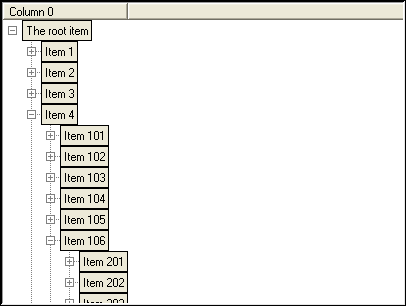 Column 0
The root item
Item 1
Item 2
Item 3
Item 4
Item 101
Item 102
Item 103
Item 104
Item 105
Item 106
Item 201
Item 202